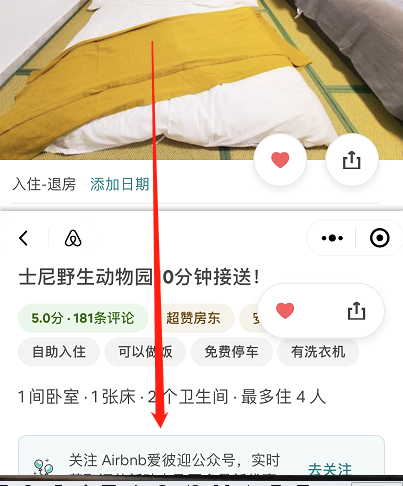 入住-退房 添加日期
士尼野生动物园 0分钟接送！
5.0分 · 181条评论 超赞房东
自助入住 可以做饭 免费停车 有洗衣机
1间卧室 · 1张床 · 2个卫生间 · 最多住 4 人
关注 Airbnb爱彼迎公众号，实时
去关注